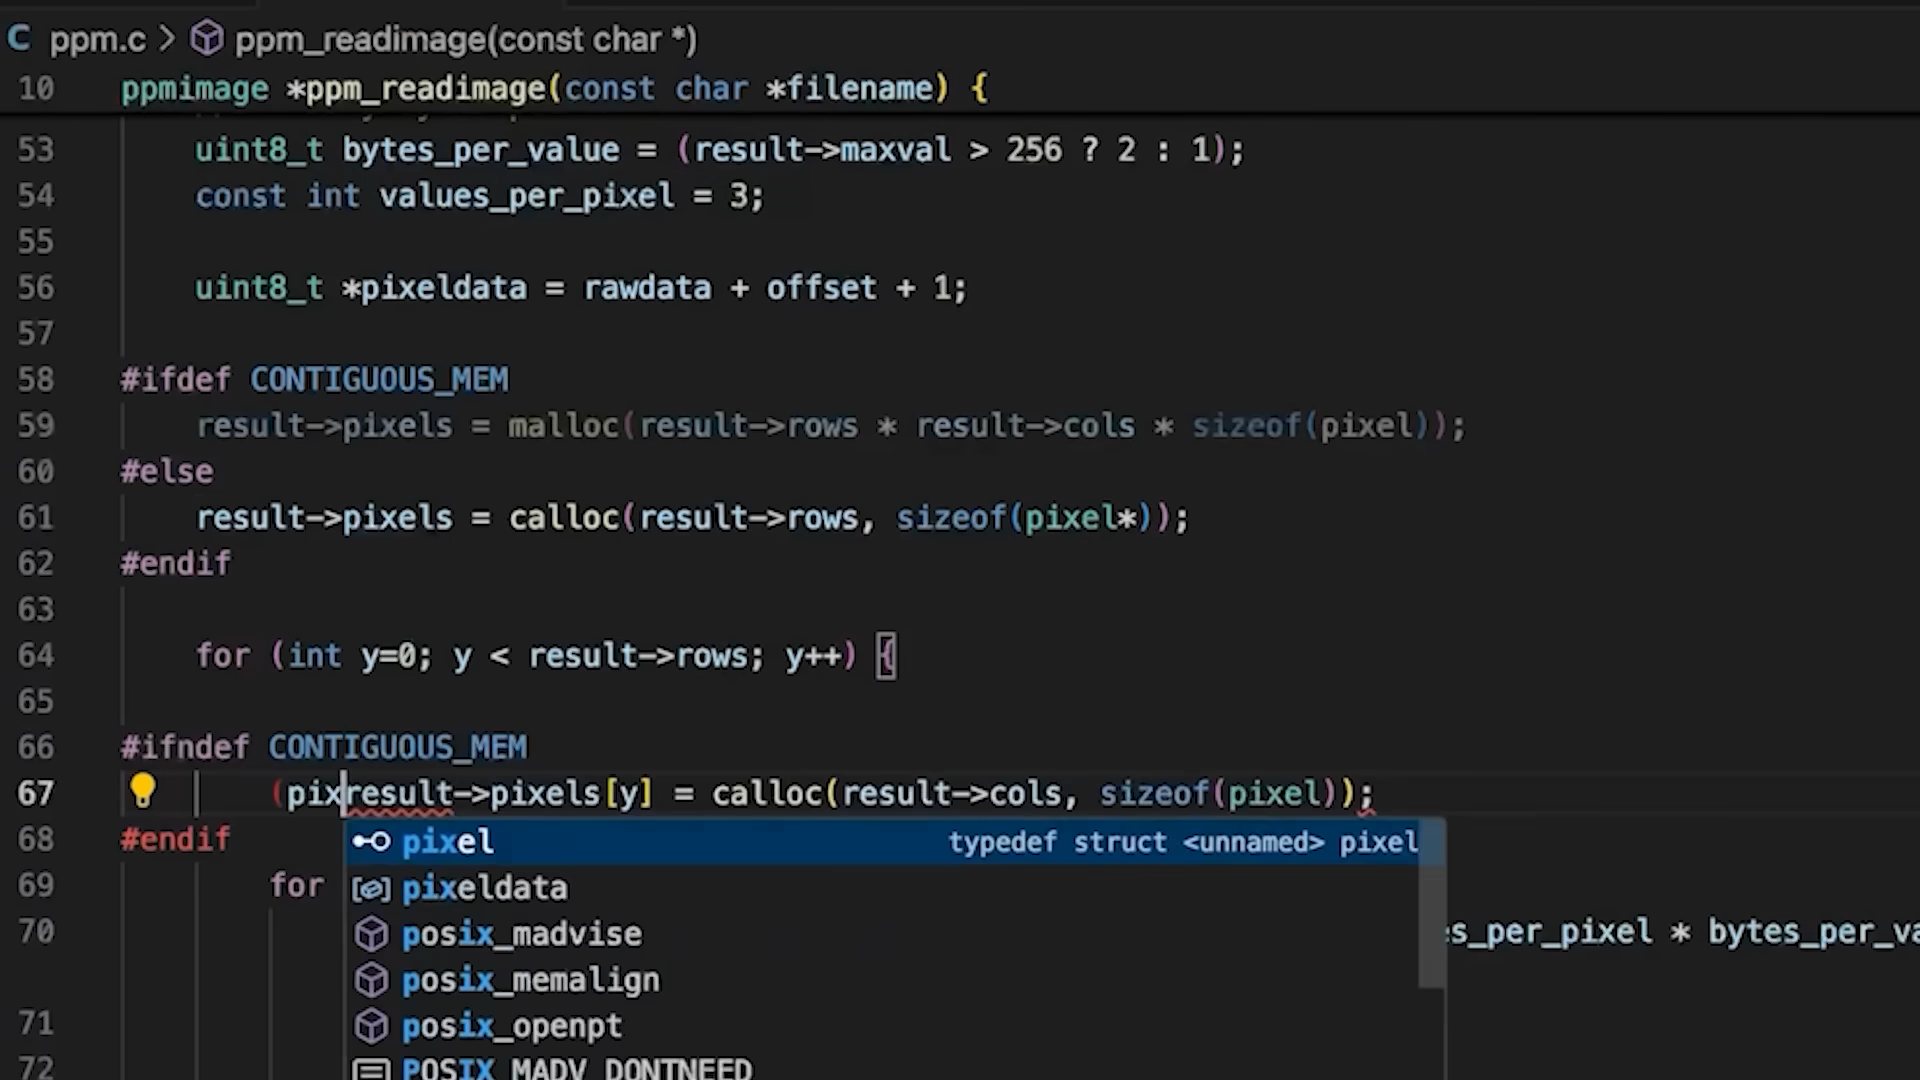 C ppm.c > ppm_readimage(const char *)
10 ppmimage *ppm_readimage(const char *filename) {
53 uint8_t bytes_per_value = (result->maxval > 256 ? 2 : 1);
54 const int values_per_pixel = 3;
55
56 uint8_t *pixeldata = rawdata + offset + 1;
57
58 #ifdef CONTIGUOUS_MEM
59 result->pixels = malloc(result->rows * result->cols * sizeof(pixel));
60 #else
61 result->pixels = calloc(result->rows, sizeof(pixel*));
62 #endif
63
64 for (int y=0; y < result->rows; y++) {
65
66 #ifndef CONTIGUOUS_MEM
67 (pixresult->pixels[y] = calloc(result->cols, sizeof(pixel));
68 #endif pixel typedef struct <unnamed> pixel
69 for pixeldata
70 posix_madvise s_per_pixel * bytes_per_va
posix_memalign
71 posix_openpt
72 POSIX_MADV_DONTNEED